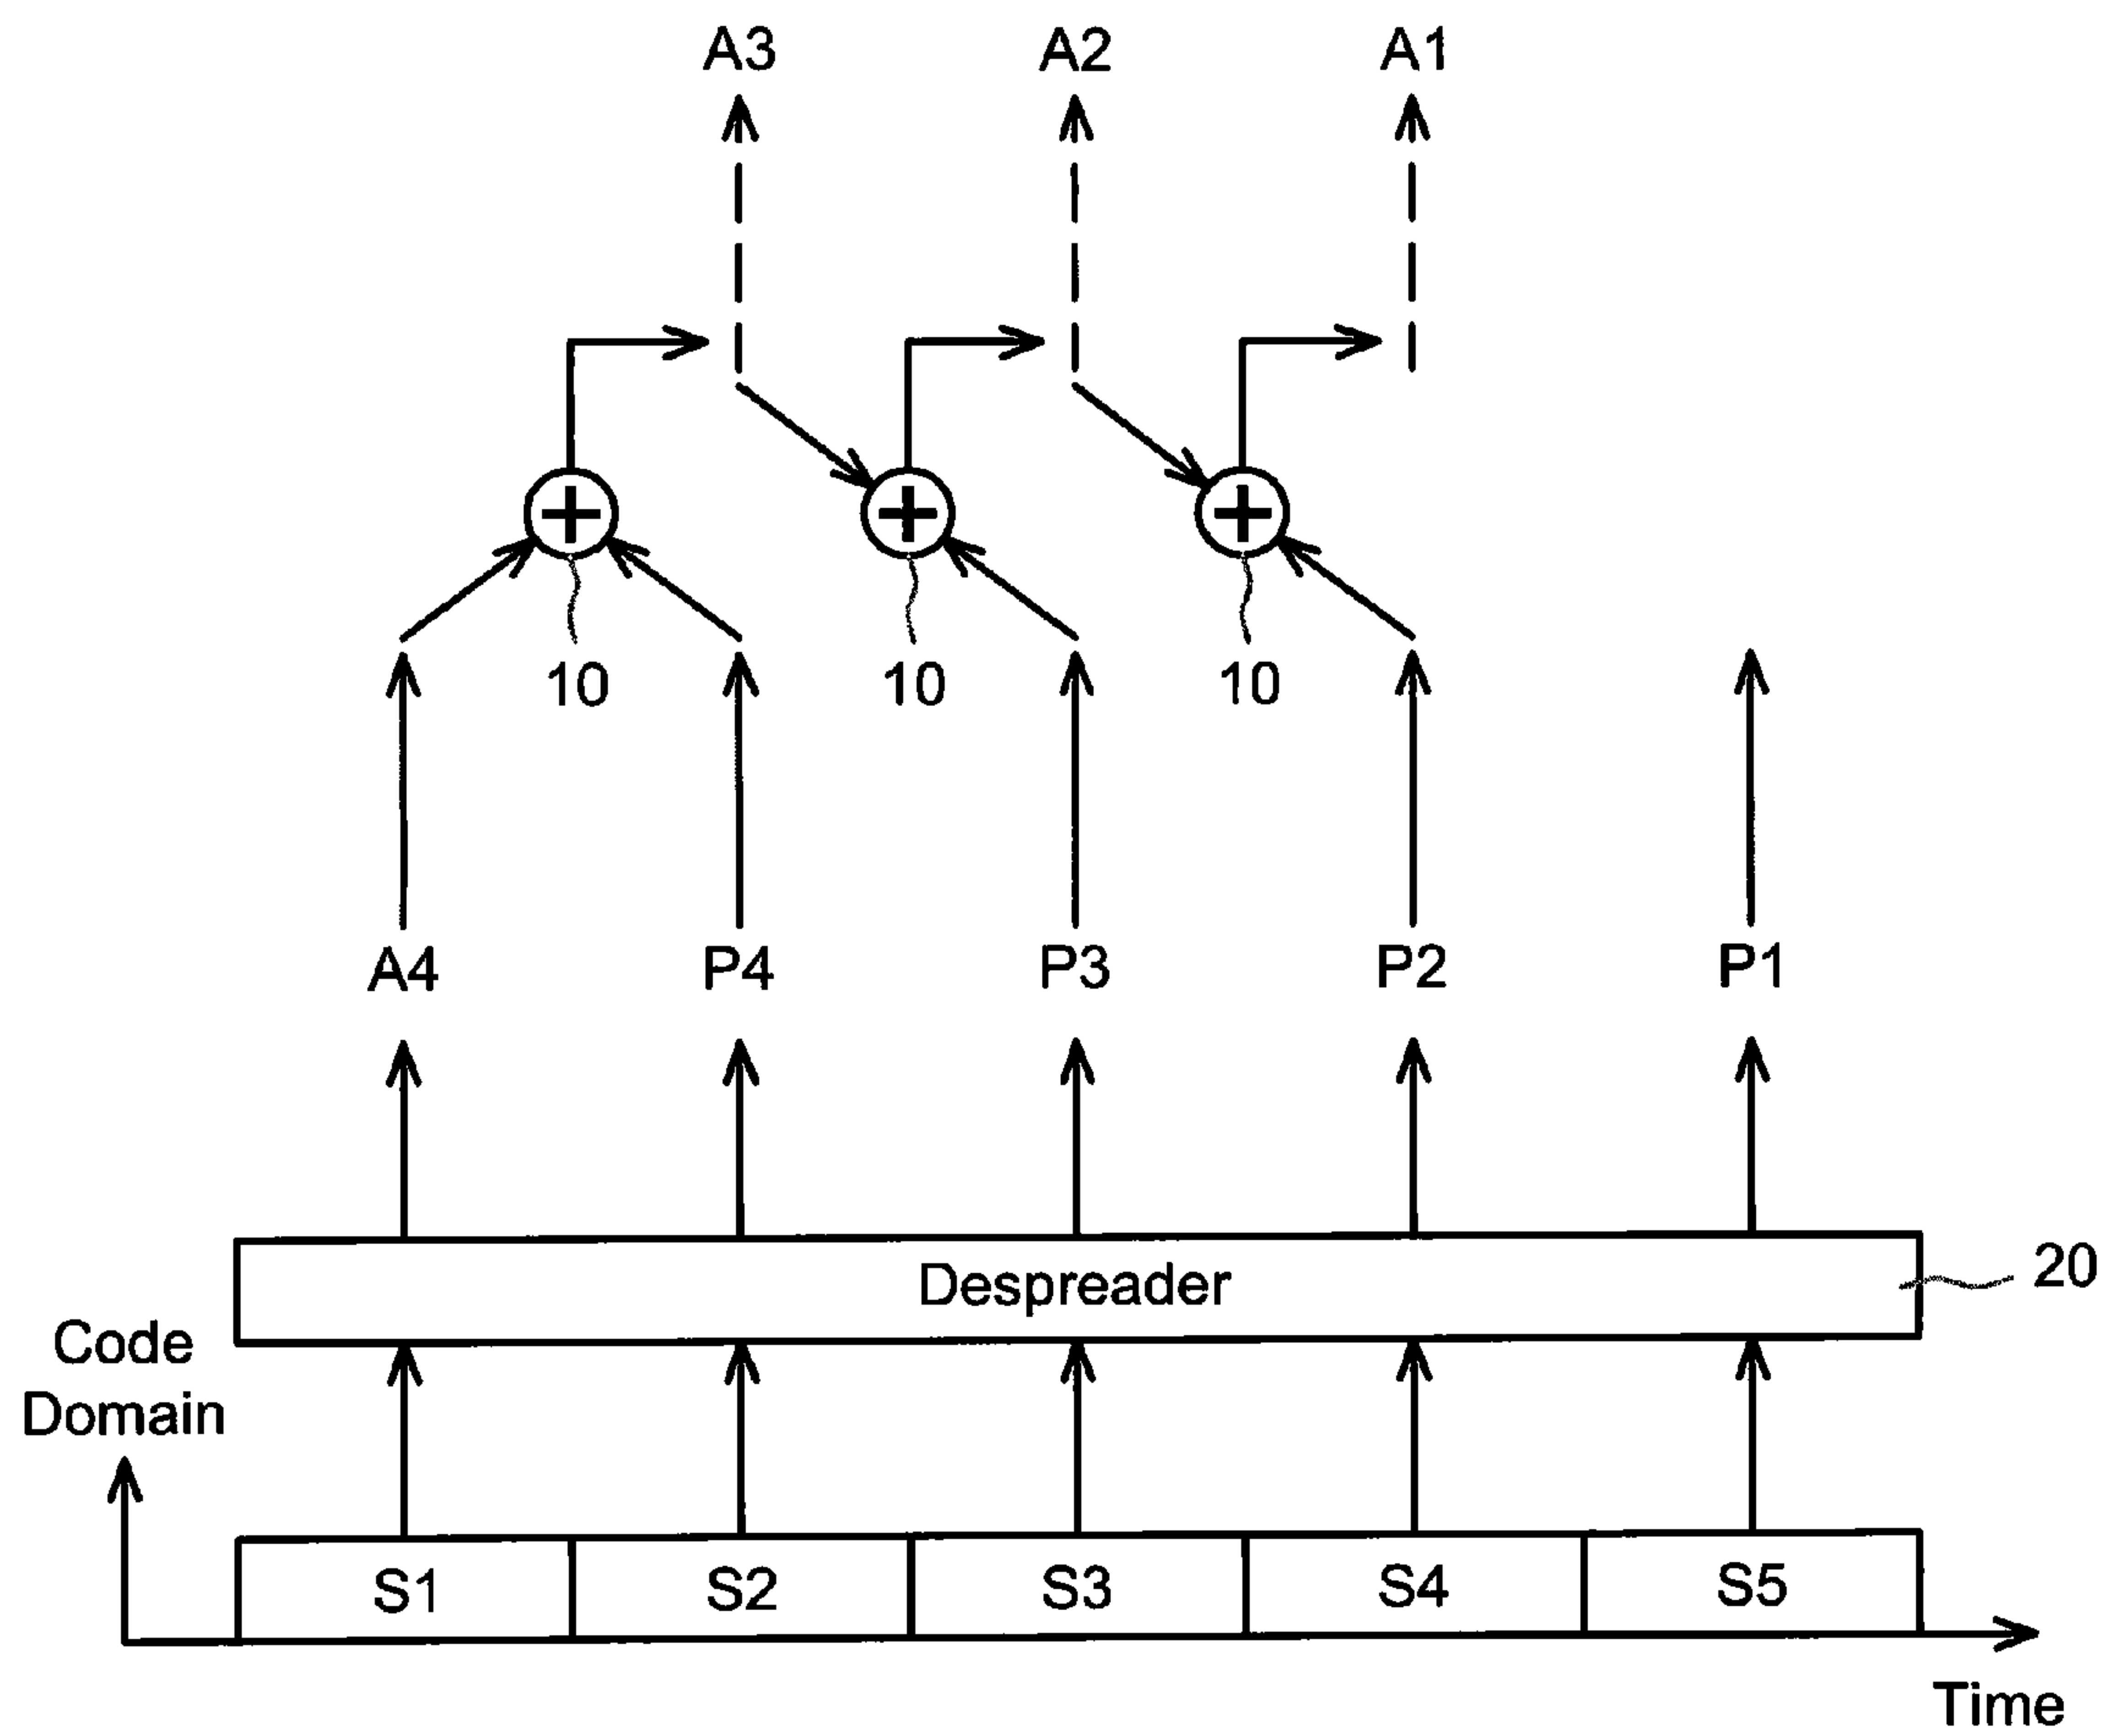 A3 A2 A1
10 10 10
A4 P4 P3 P2 P1
Despreader 20
Code
Domain
S1 S2 S3 S4 S5
Time